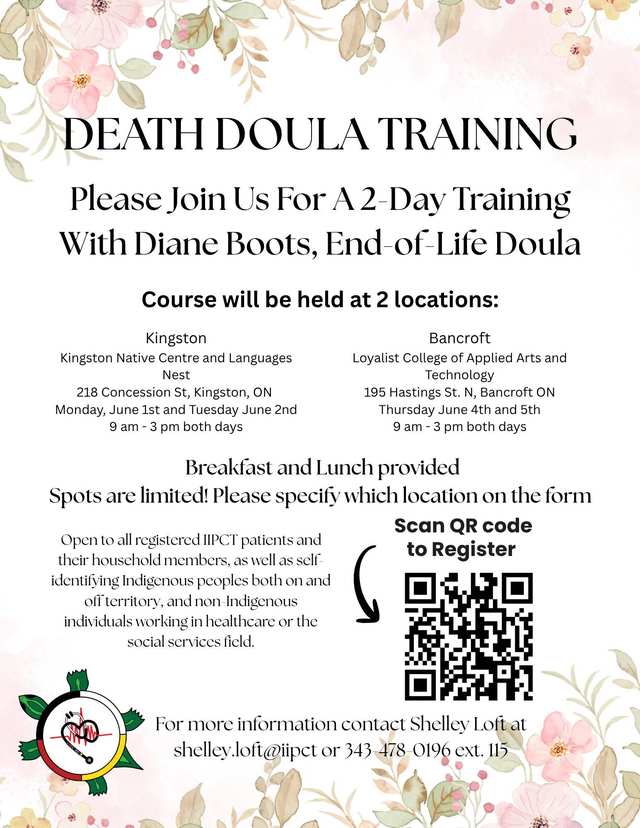 DEATH DOULA TRAINING
Please Join Us For A 2-Day Training
With Diane Boots, End-of-Life Doula
Course will be held at 2 locations:
Kingston
Kingston Native Centre and Languages
Nest
218 Concession St, Kingston, ON
Monday, June 1st and Tuesday June 2nd
9 am - 3 pm both days
Bancroft
Loyalist College of Applied Arts and
Technology
195 Hastings St. N, Bancroft ON
Thursday June 4th and 5th
9 am - 3 pm both days
Breakfast and Lunch provided
Spots are limited! Please specify which location on the form
Open to all registered IIPCT patients and
their household members, as well as self-
identifying Indigenous peoples both on and
off territory, and non-Indigenous
individuals working in healthcare or the
social services field.
Scan QR code
to Register
For more information contact Shelley Loft at
shelley.loft@iipct or 343-478-0196 ext. 115